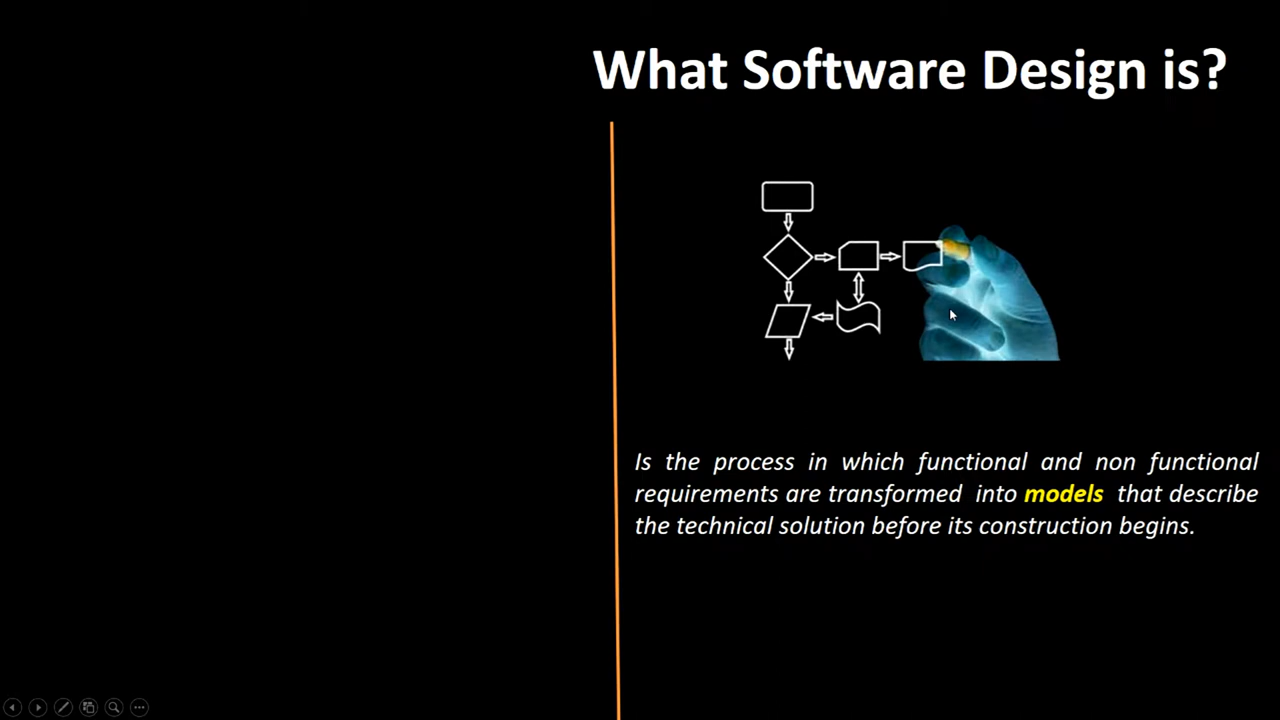 What Software Design is?
Is the process in which functional and non functional
requirements are transformed into models that describe
the technical solution before its construction begins.